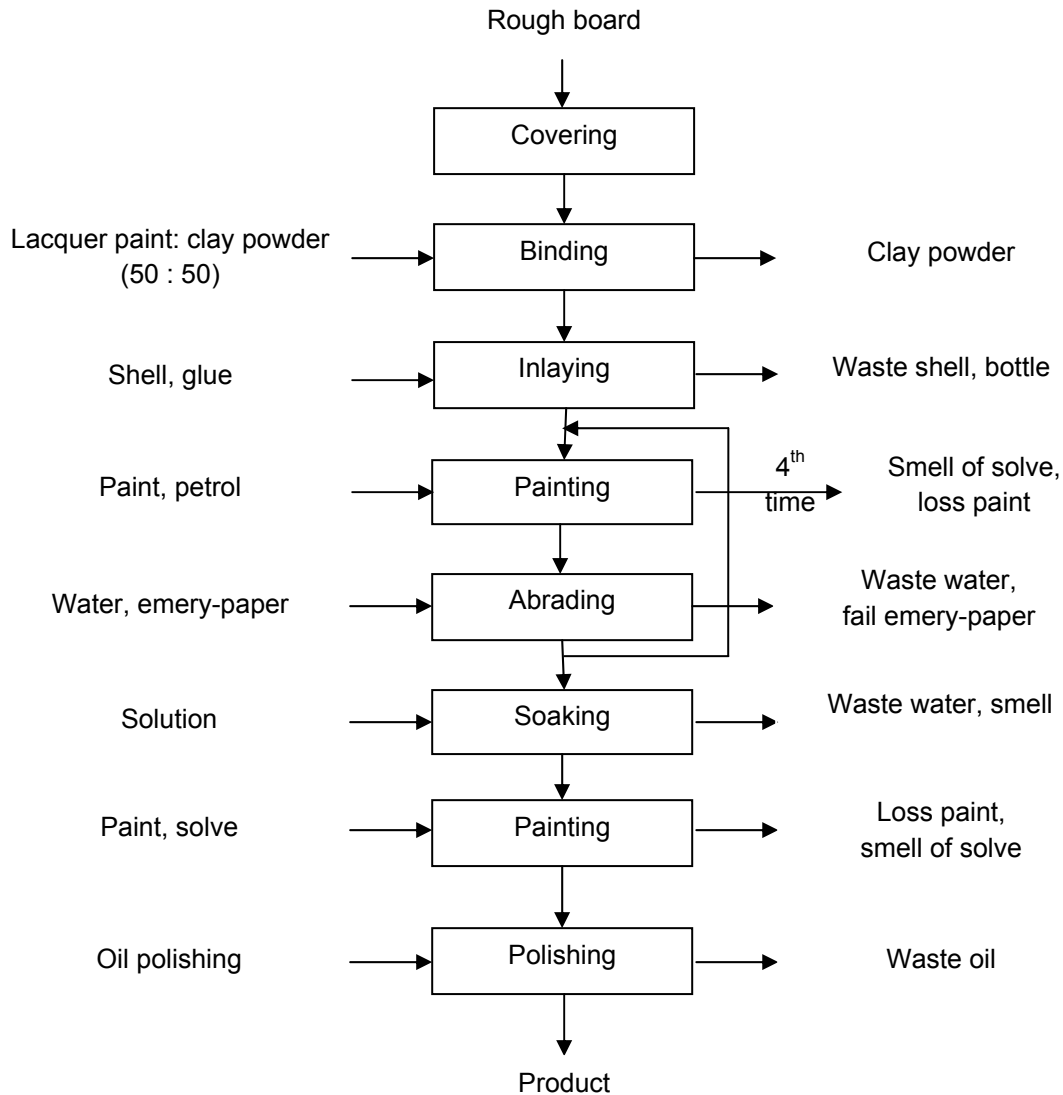 Rough board
Covering
Lacquer paint: clay powder
(50 : 50)
Binding
Clay powder
Shell, glue
Inlaying
Waste shell, bottle
Paint, petrol
Painting
4th
time
Smell of solve,
loss paint
Water, emery-paper
Abrading
Waste water,
fail emery-paper
Solution
Soaking
Waste water, smell
Paint, solve
Painting
Loss paint,
smell of solve
Oil polishing
Polishing
Waste oil
Product